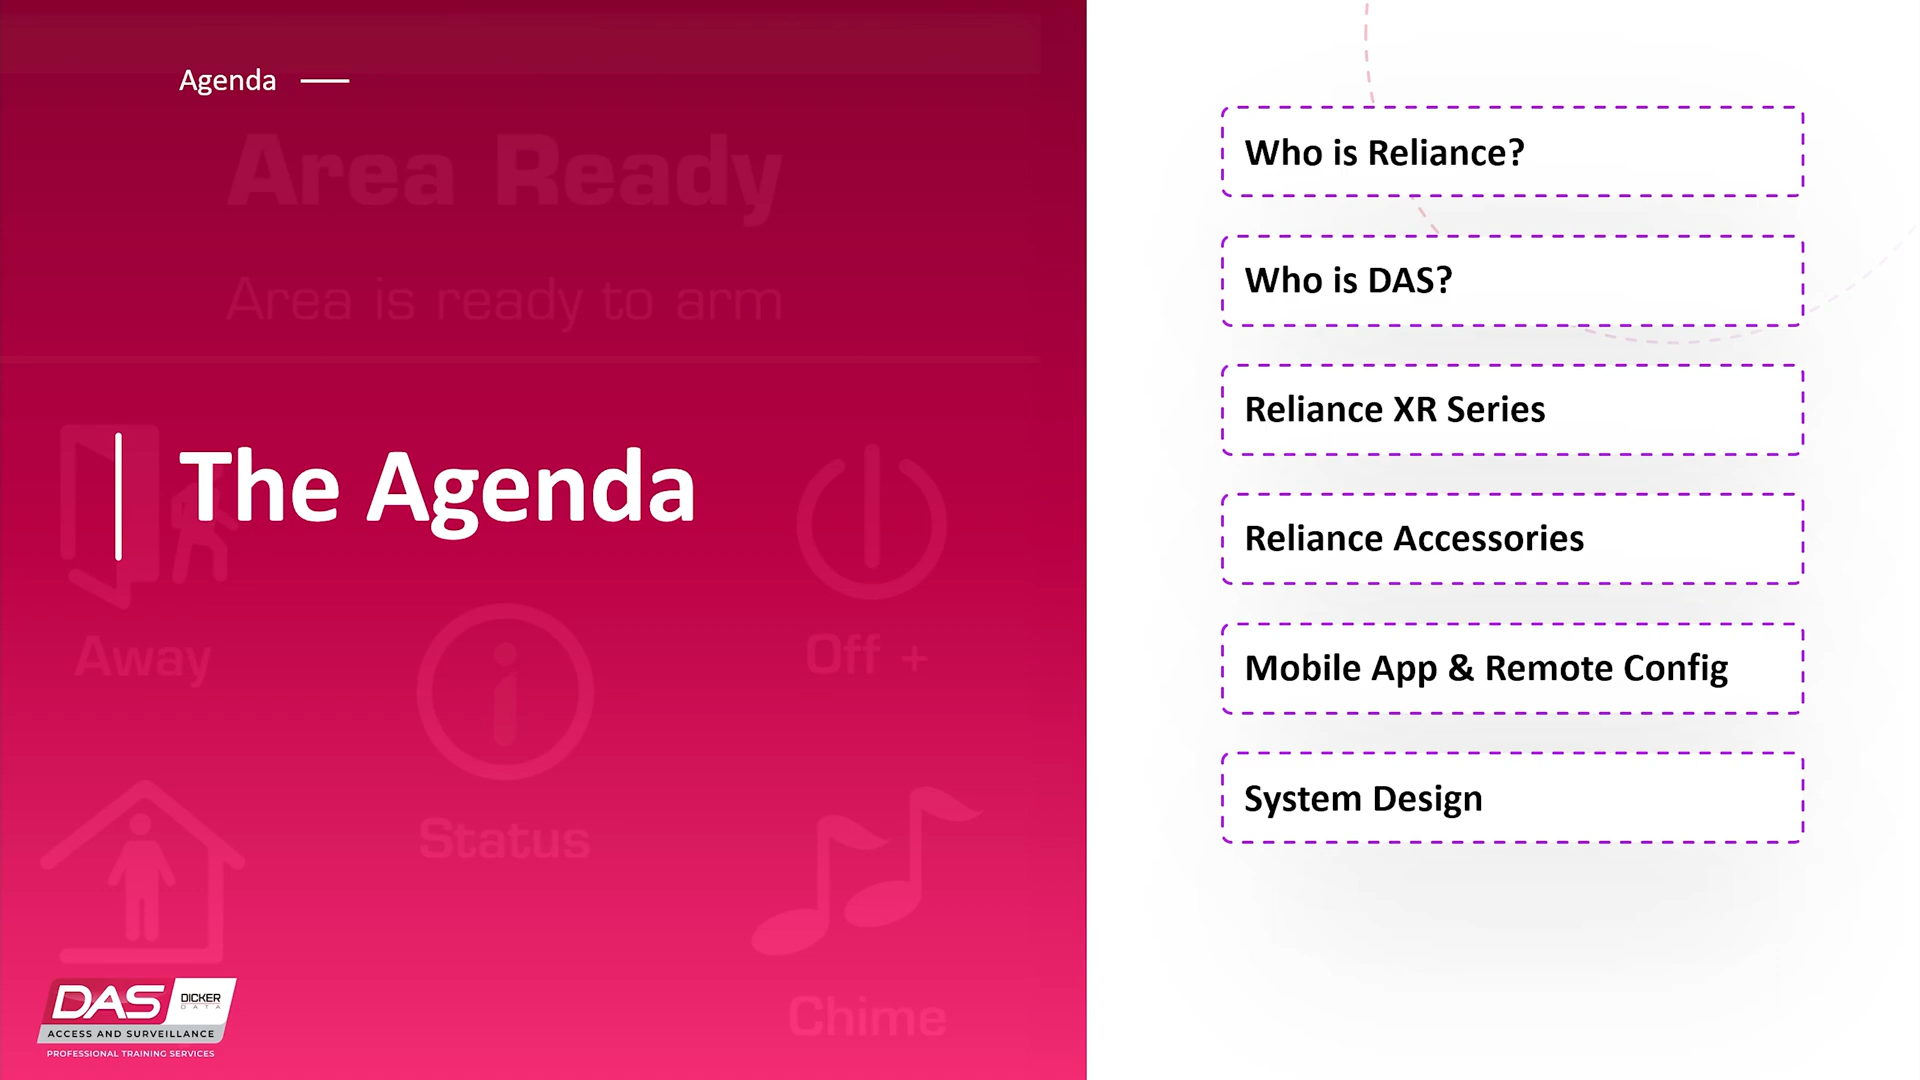 Agenda
Area Ready
Area is ready to arm
The Agenda
Away
Off +
Status
Chime
DAS
DICKER
DATA
ACCESS AND SURVEILLANCE
PROFESSIONAL TRAINING SERVICES
Who is Reliance?
Who is DAS?
Reliance XR Series
Reliance Accessories
Mobile App & Remote Config
System Design